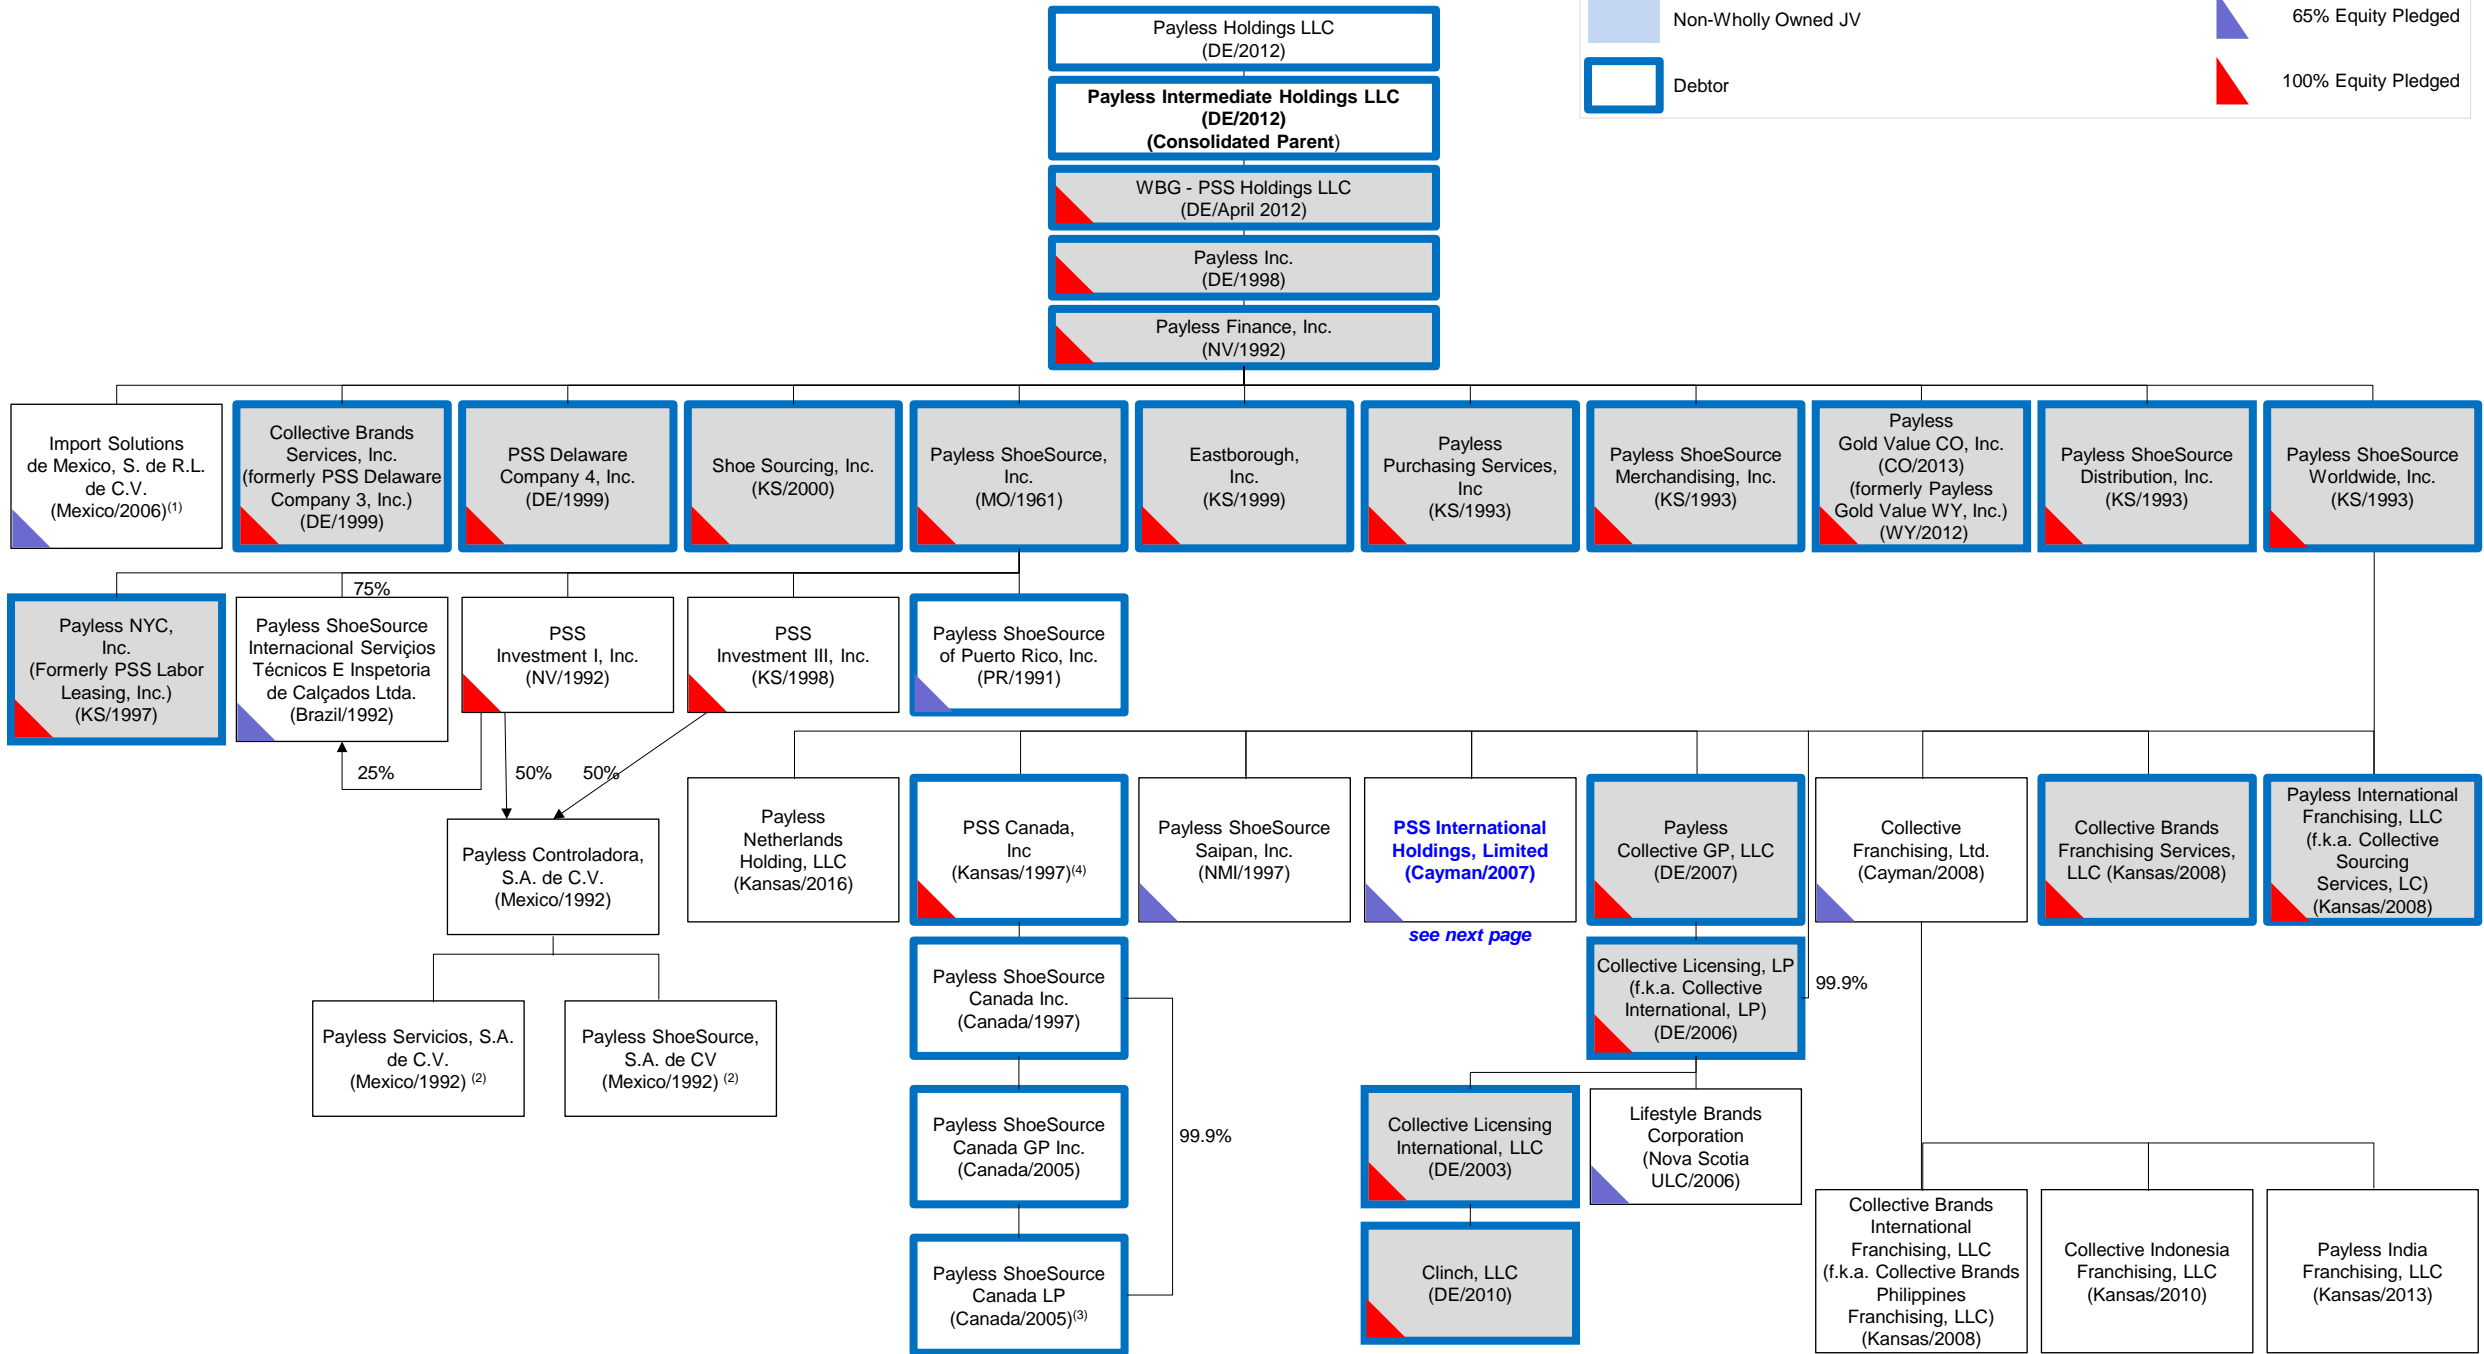 Payless Holdings LLC
(DE/2012)
Non-Wholly Owned JV
65% Equity Pledged
Debtor
100% Equity Pledged
Payless Intermediate Holdings LLC
(DE/2012)
(Consolidated Parent)
WBG - PSS Holdings LLC
(DE/April 2012)
Payless Inc.
(DE/1998)
Payless Finance, Inc.
(NV/1992)
Import Solutions
de Mexico, S. de R.L.
de C.V.
(Mexico/2006)(1)
Collective Brands
Services, Inc.
(formerly PSS Delaware
Company 3, Inc.)
(DE/1999)
PSS Delaware
Company 4, Inc.
(DE/1999)
Shoe Sourcing, Inc.
(KS/2000)
Payless ShoeSource,
Inc.
(MO/1961)
Eastborough,
Inc.
(KS/1999)
Payless
Purchasing Services,
Inc
(KS/1993)
Payless ShoeSource
Merchandising, Inc.
(KS/1993)
Payless
Gold Value CO, Inc.
(CO/2013)
(formerly Payless
Gold Value WY, Inc.)
(WY/2012)
Payless ShoeSource
Distribution, Inc.
(KS/1993)
Payless ShoeSource
Worldwide, Inc.
(KS/1993)
75%
Payless NYC,
Inc.
(Formerly PSS Labor
Leasing, Inc.)
(KS/1997)
Payless ShoeSource
Internacional Serviçios
Técnicos E Inspetoria
de Calçados Ltda.
(Brazil/1992)
PSS
Investment I, Inc.
(NV/1992)
PSS
Investment III, Inc.
(KS/1998)
Payless ShoeSource
of Puerto Rico, Inc.
(PR/1991)
25%
50%
50%
Payless Controladora,
S.A. de C.V.
(Mexico/1992)
Payless
Netherlands
Holding, LLC
(Kansas/2016)
PSS Canada,
Inc
(Kansas/1997)(4)
Payless ShoeSource
Saipan, Inc.
(NMI/1997)
PSS International
Holdings, Limited
(Cayman/2007)
see next page
Payless
Collective GP, LLC
(DE/2007)
Collective
Franchising, Ltd.
(Cayman/2008)
Collective Brands
Franchising Services,
LLC (Kansas/2008)
Payless International
Franchising, LLC
(f.k.a. Collective
Sourcing
Services, LC)
(Kansas/2008)
Payless Servicios, S.A.
de C.V.
(Mexico/1992) (2)
Payless ShoeSource,
S.A. de CV
(Mexico/1992) (2)
Payless ShoeSource
Canada Inc.
(Canada/1997)
Collective Licensing, LP
(f.k.a. Collective
International, LP)
(DE/2006)
99.9%
Payless ShoeSource
Canada GP Inc.
(Canada/2005)
99.9%
Collective Licensing
International, LLC
(DE/2003)
Lifestyle Brands
Corporation
(Nova Scotia
ULC/2006)
Payless ShoeSource
Canada LP
(Canada/2005)(3)
Clinch, LLC
(DE/2010)
Collective Brands
International
Franchising, LLC
(f.k.a. Collective Brands
Philippines
Franchising, LLC)
(Kansas/2008)
Collective Indonesia
Franchising, LLC
(Kansas/2010)
Payless India
Franchising, LLC
(Kansas/2013)